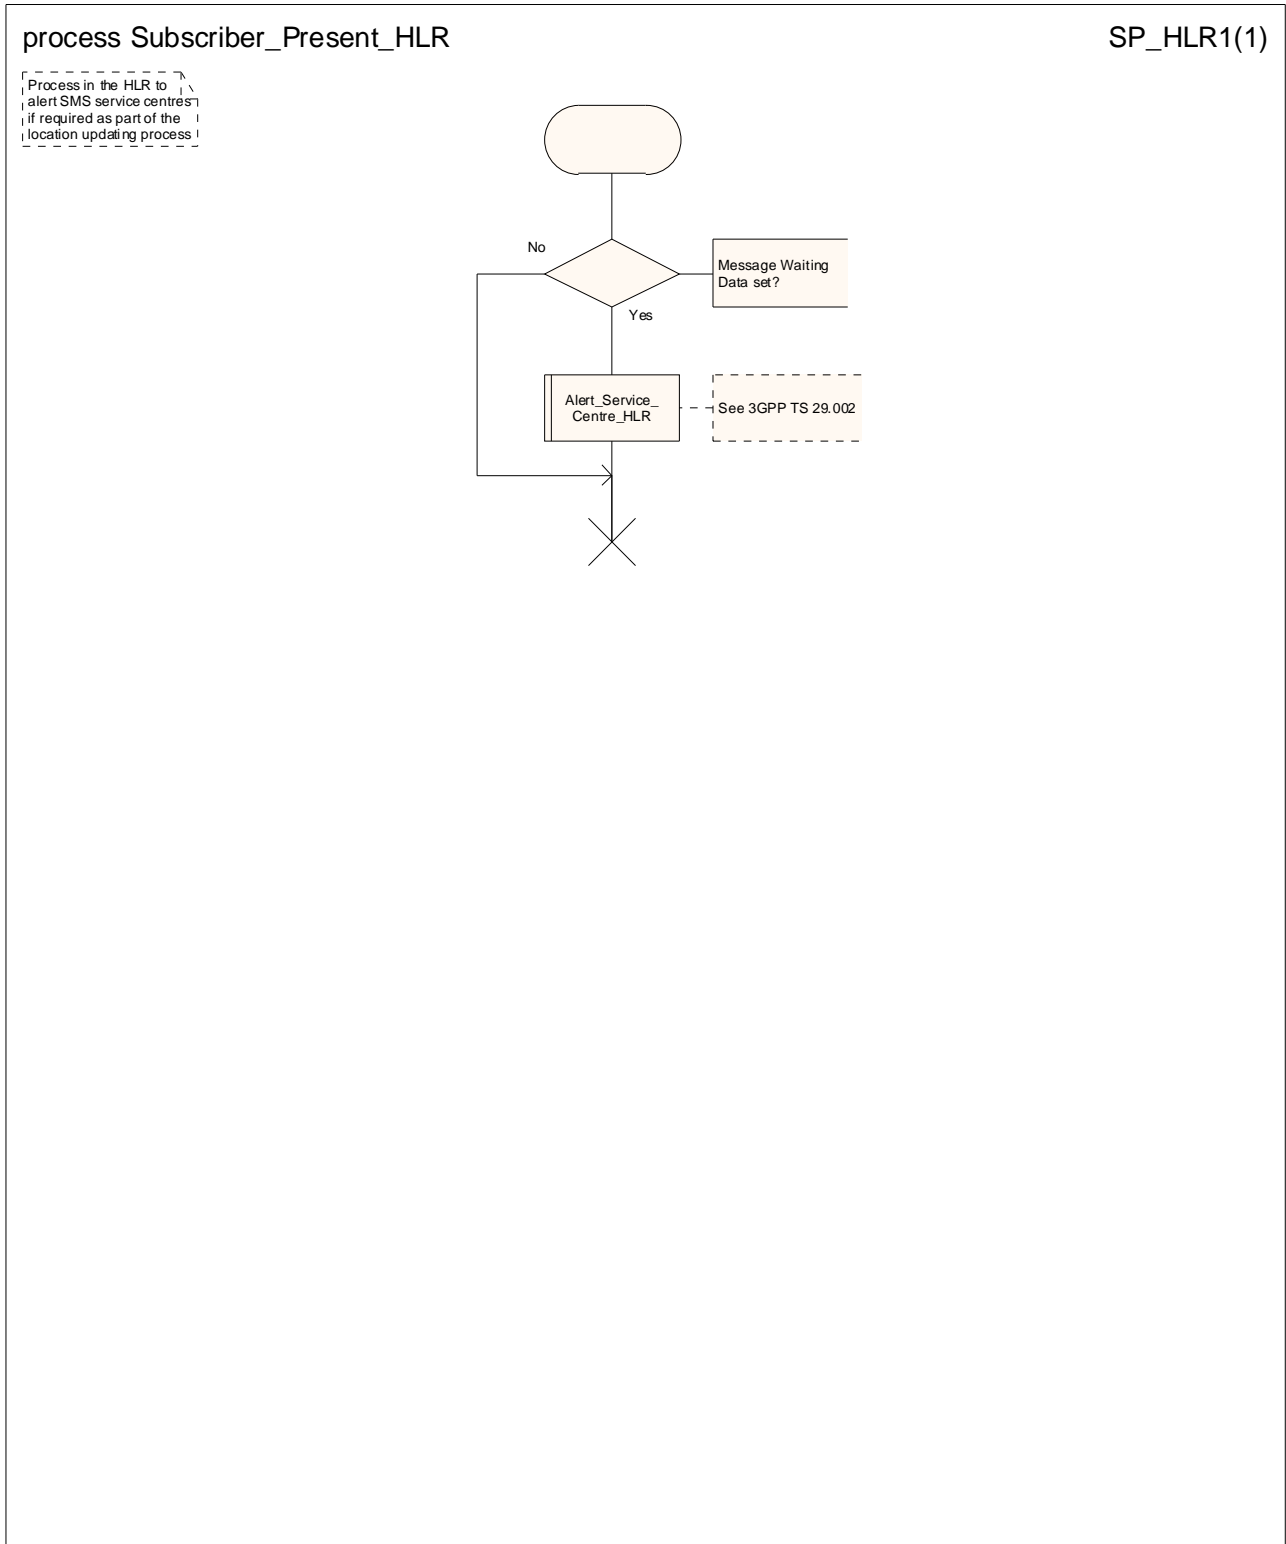 process Subscriber_Present_HLR
SP_HLR1(1)
Process in the HLR to
alert SMS service centres
if required as part of the
location updating process
No
Message Waiting
Data set?
Yes
Alert_Service_
Centre_HLR
See 3GPP TS 29.002